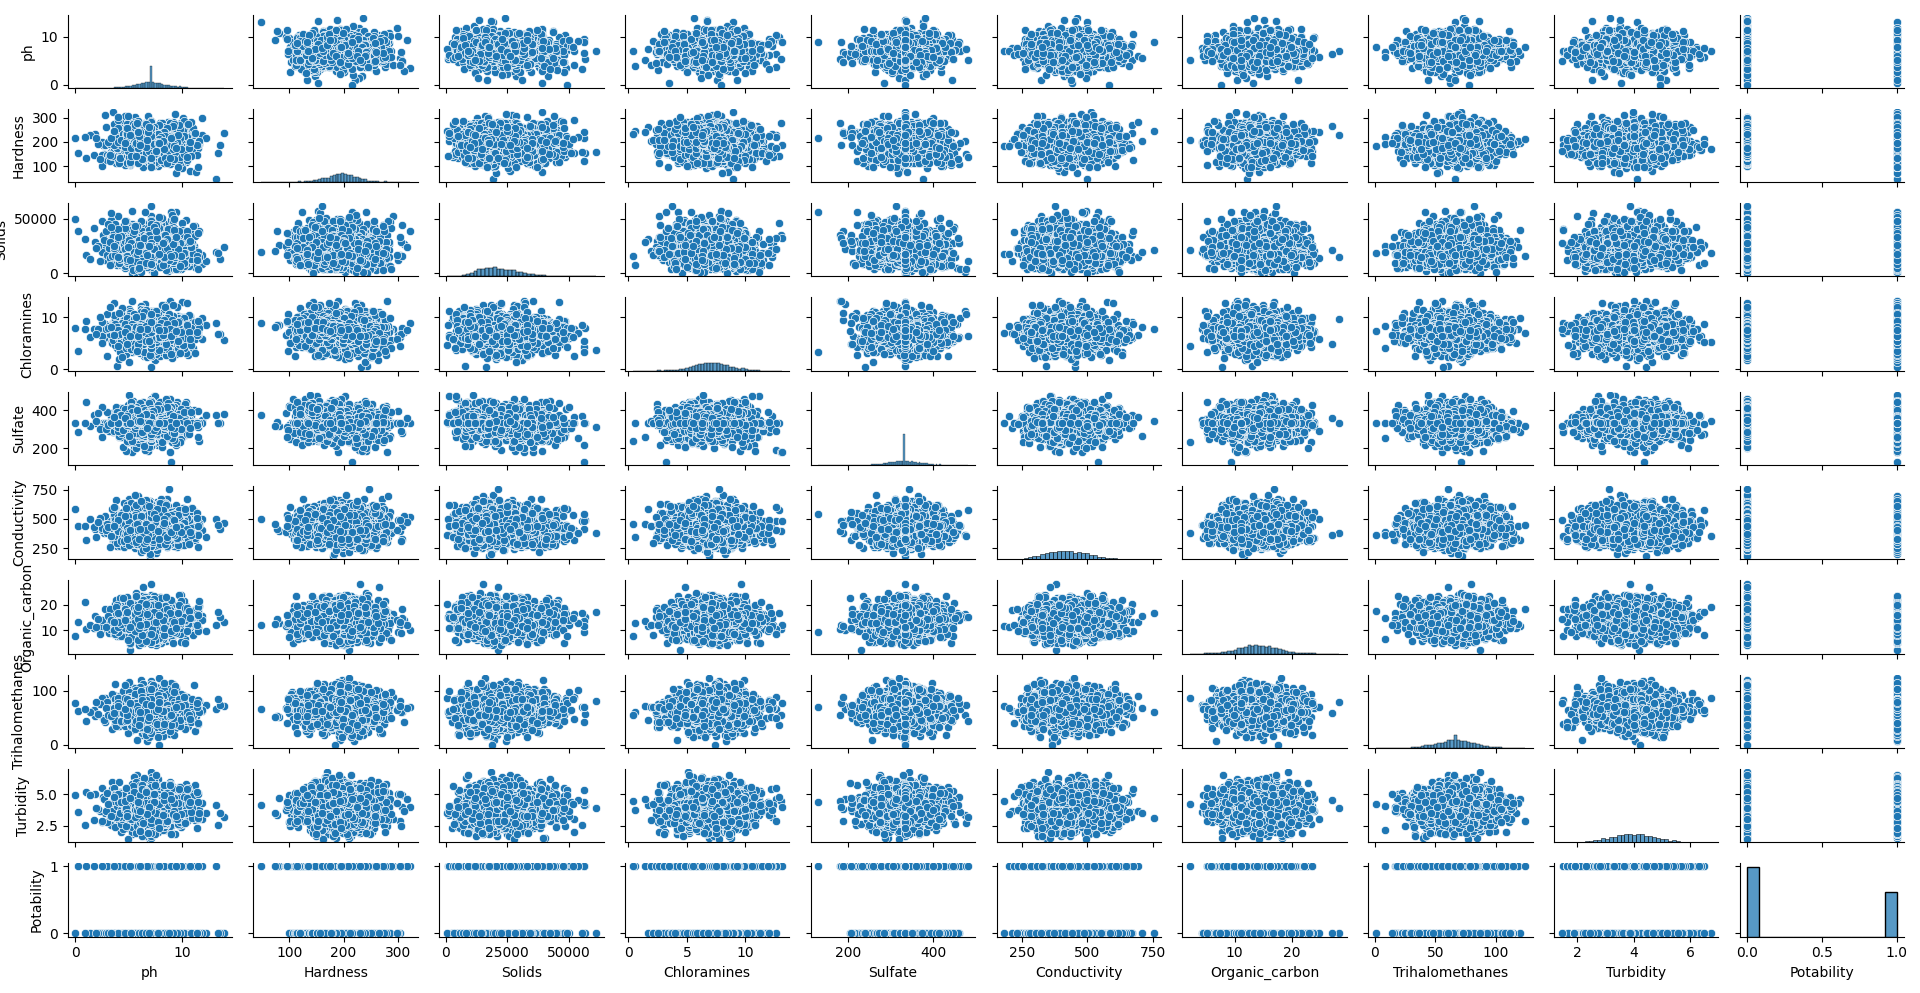 ph
10
0
Hardness
300
200
100
Solids
50000
0
Chloramines
10
0
Sulfate
400
200
Conductivity
750
500
250
Organic_carbon
20
10
Trihalomethanes
100
0
Turbidity
5.0
2.5
Potability
1
0
0 10 100 200 300 0 25000 50000 0 5 10 200 400 250 500 750 10 20 0 50 100 2 4 6 0.0 0.5 1.0
ph Hardness Solids Chloramines Sulfate Conductivity Organic_carbon Trihalomethanes Turbidity Potability